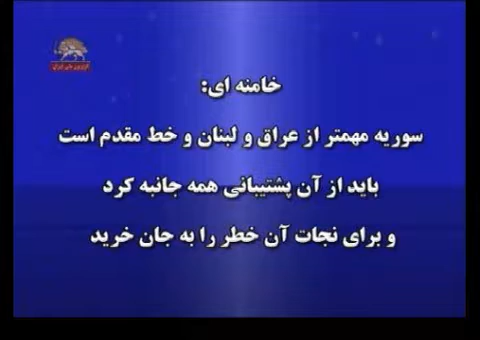 خامنه ای:
سوریه مهمتر از عراق و لبنان و خط مقدم است
باید از آن پشتیبانی همه جانبه کرد
و برای نجات آن خطر را به جان خرید